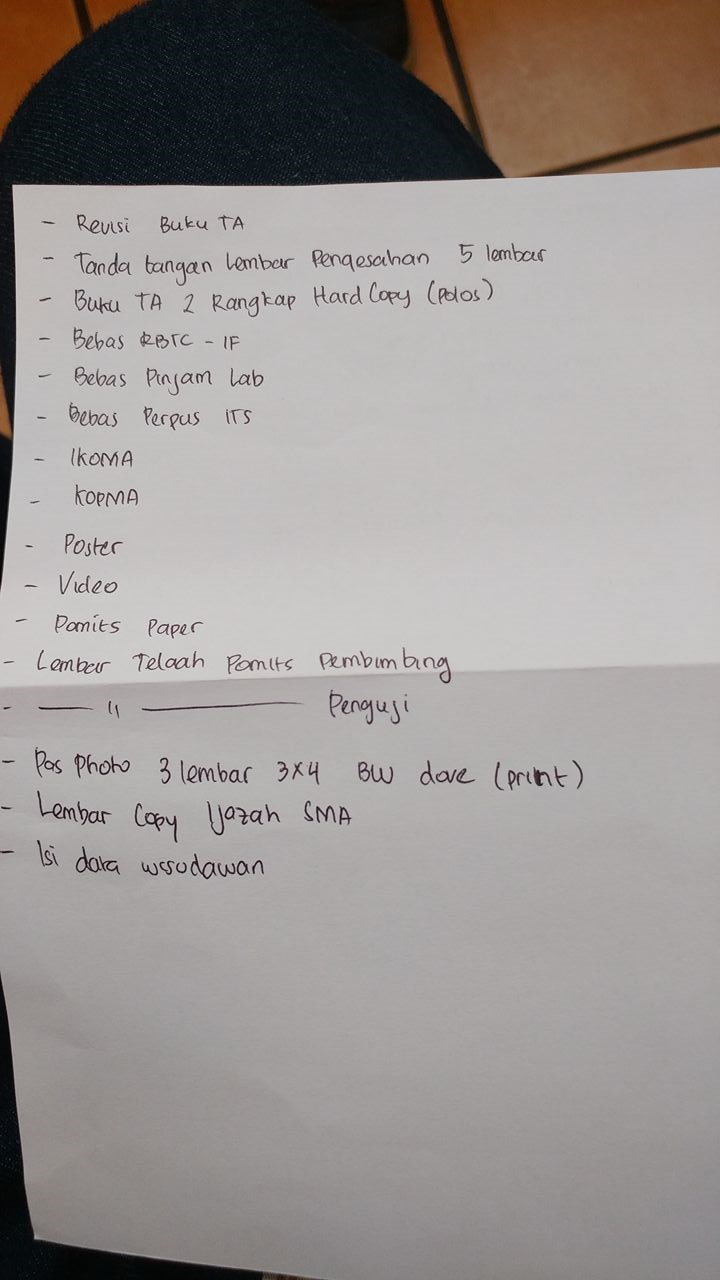 - Revisi Buku TA
- Tanda tangan Lembar Pengesahan 5 lembar
- Buku TA 2 Rangkap Hard Copy (Polos)
- Bebas RBTC - IF
- Bebas Pinjam Lab
- Bebas Perpus ITS
- IKOMA
- KOPMA
- Poster
- Video
- Pomits Paper
- Lembar Telaah Pomits Pembimbing
- — 〃 — Penguji
- Pas Photo 3 lembar 3x4 BW dove (print)
- Lembar Copy Ijazah SMA
- Isi data wisudawan